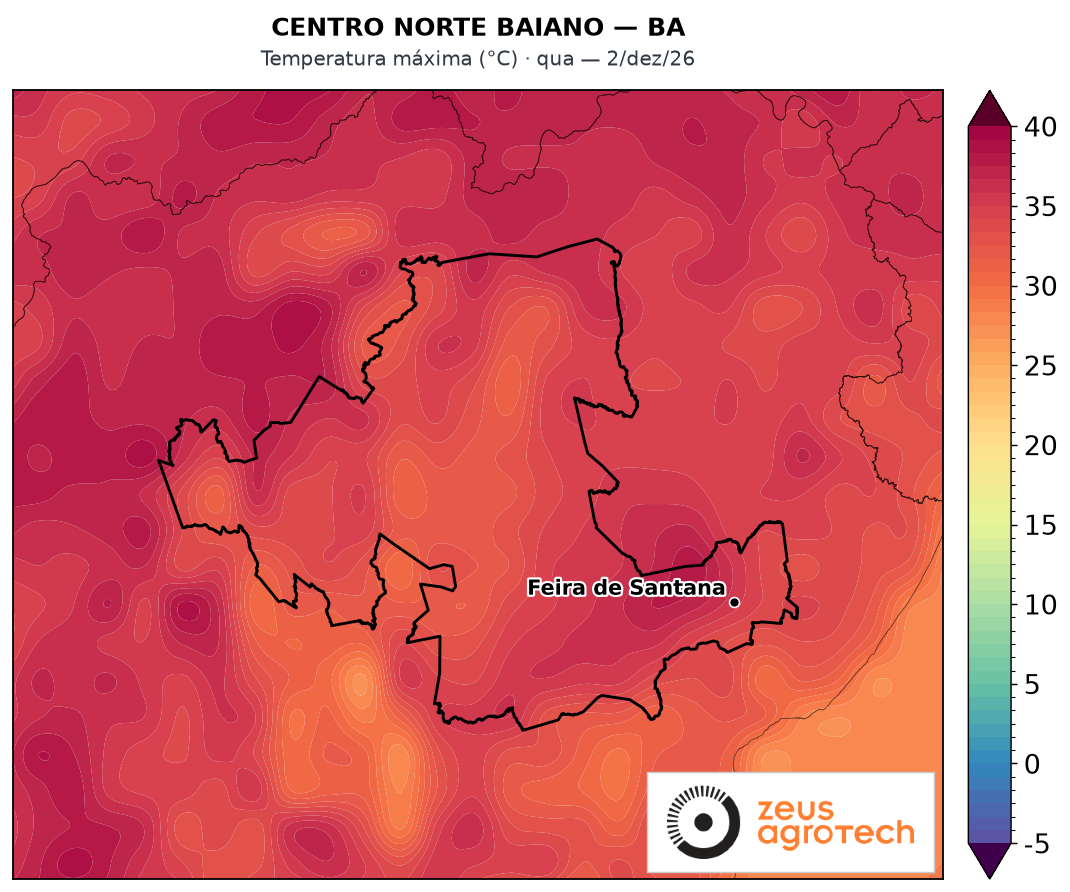 CENTRO NORTE BAIANO — BA
Temperatura máxima (°C) · qua — 2/dez/26
40
35
30
25
20
15
10
5
0
-5
Feira de Santana
zeus
agrotech